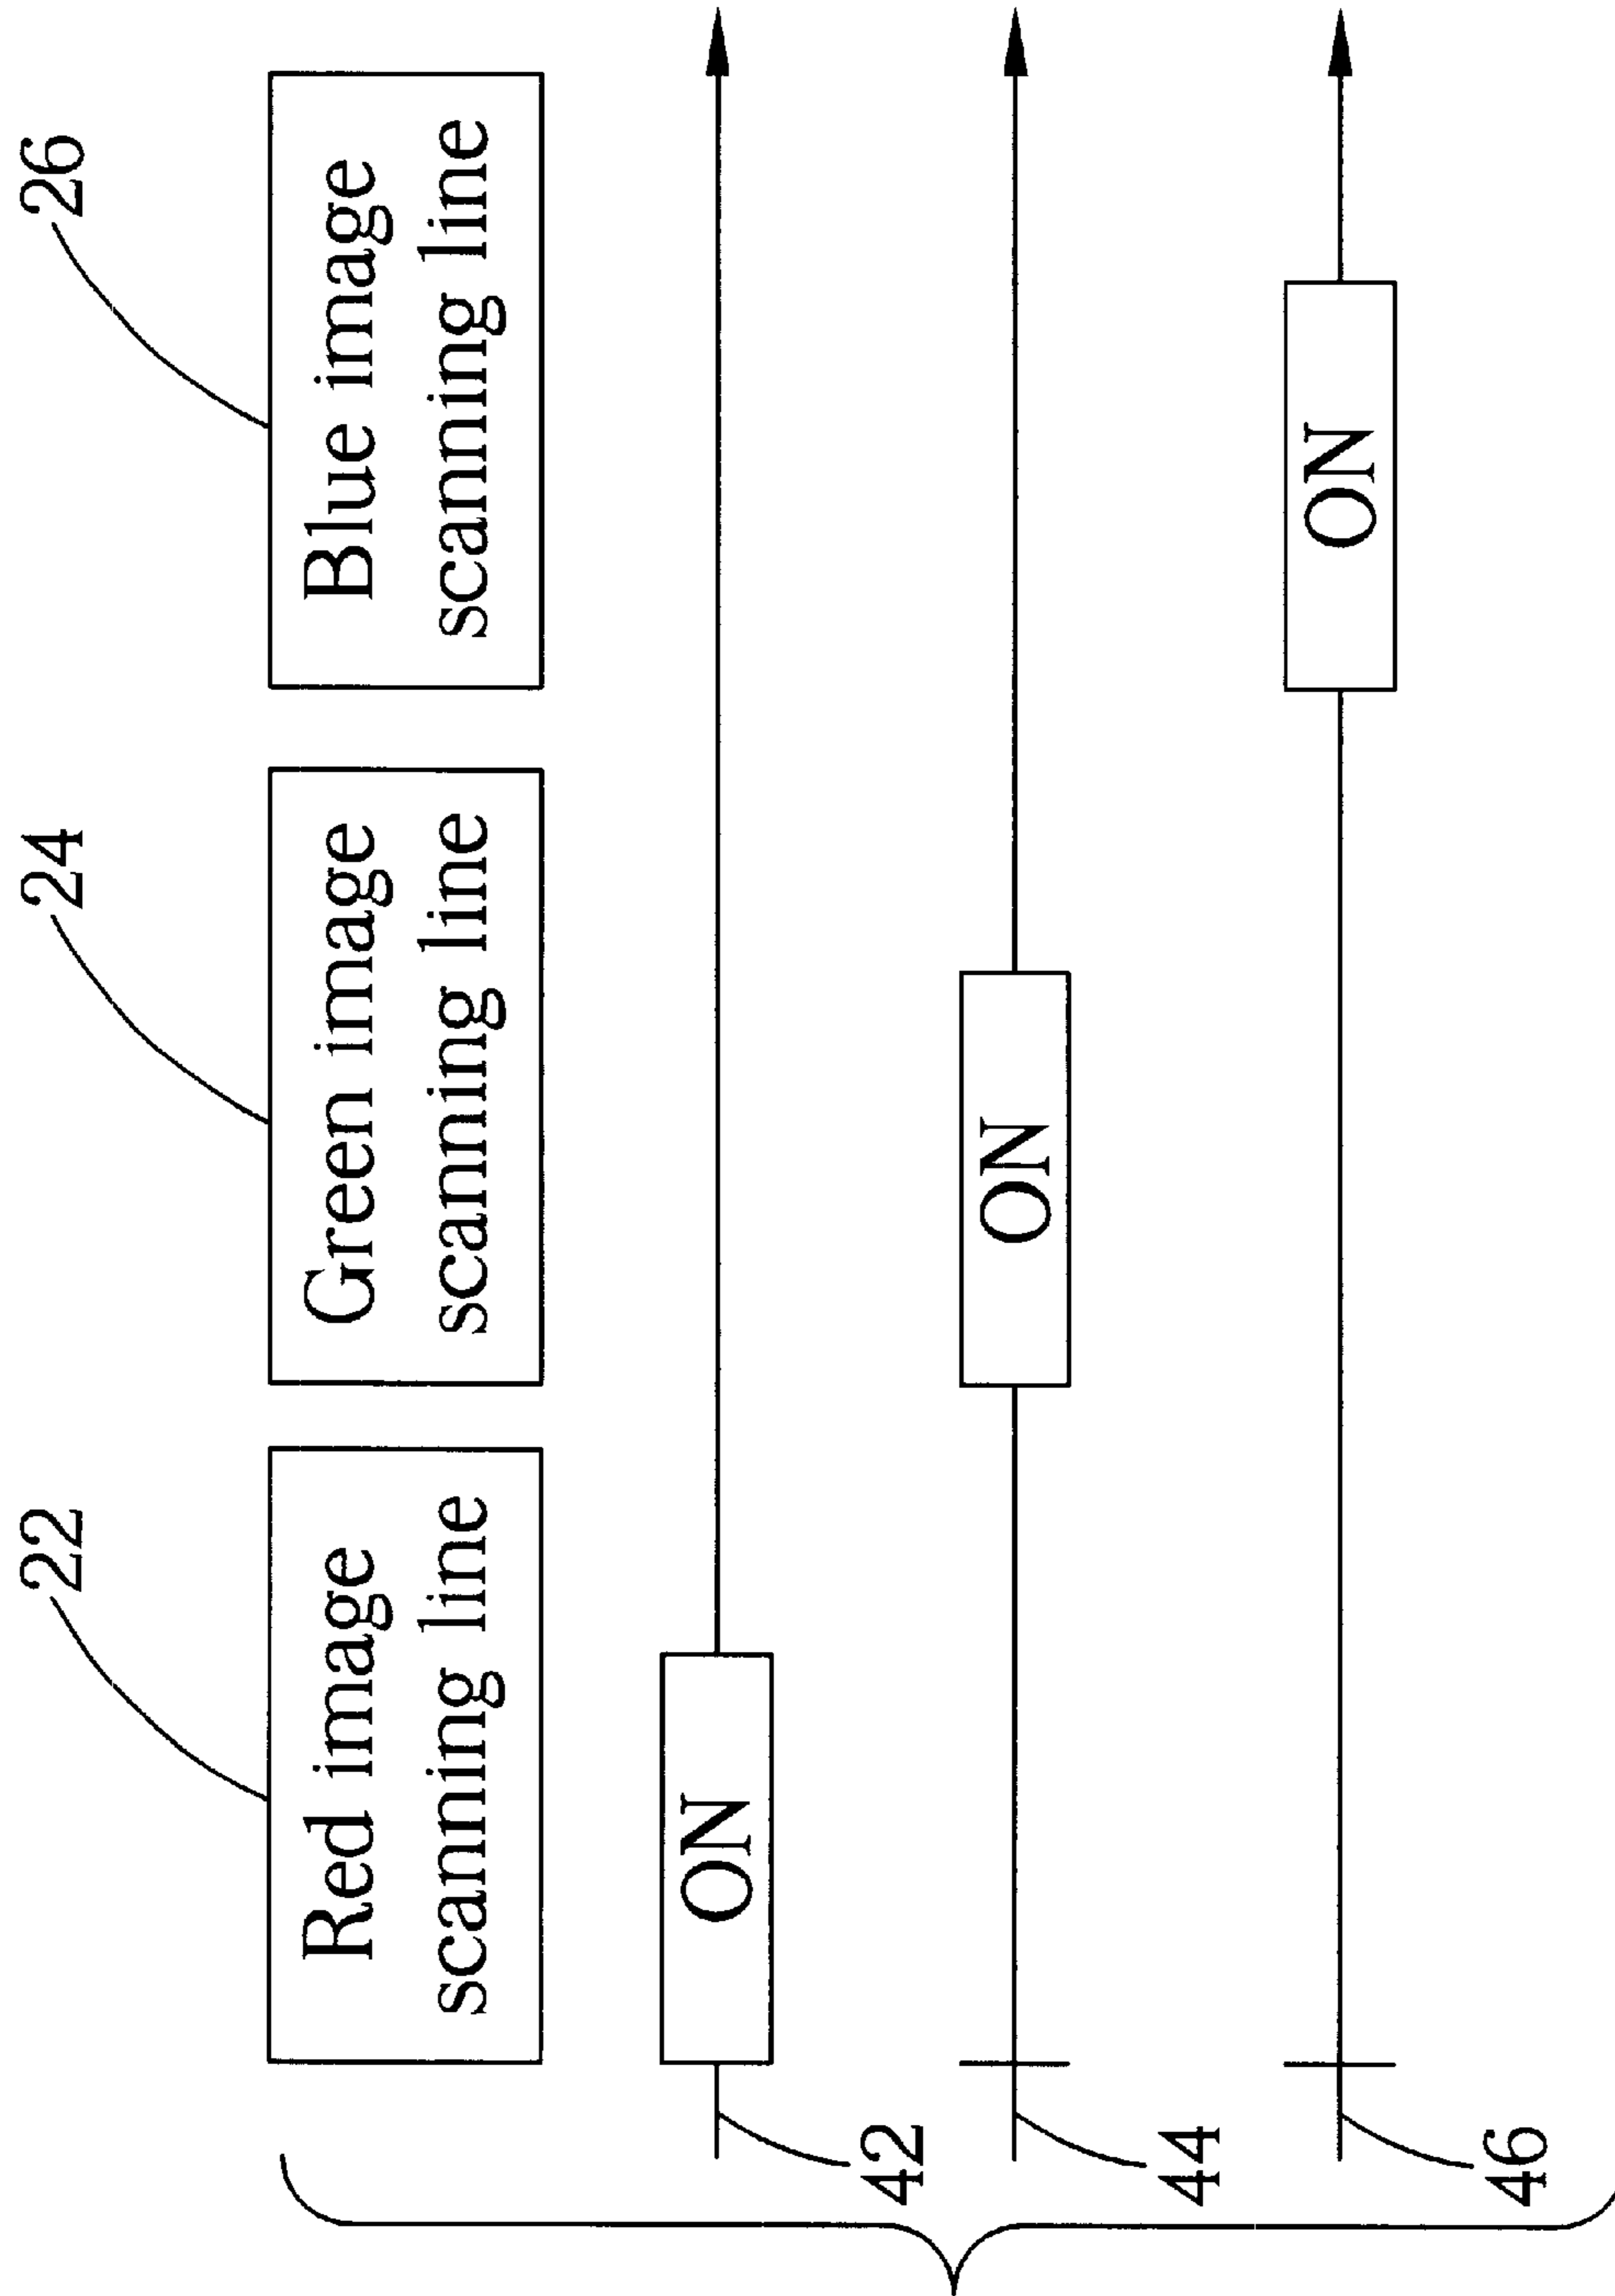 22
24
26
Red image
scanning line
Green image
scanning line
Blue image
scanning line
ON
42
ON
44
ON
46